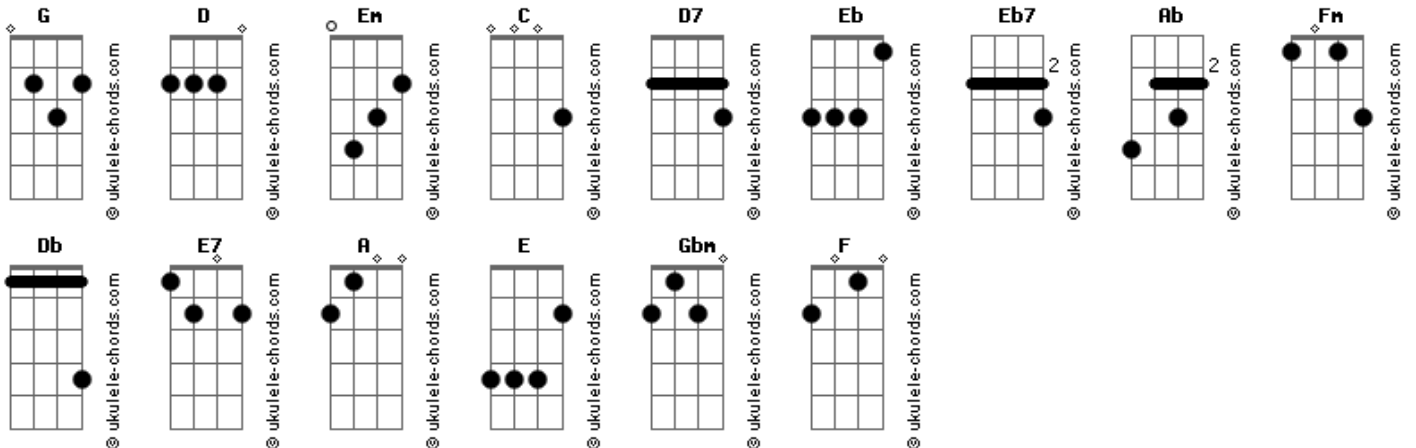 G D Em C D7 Eb Eb7 Ab Fm
2 2
© ukulele-chords.com © ukulele-chords.com © ukulele-chords.com © ukulele-chords.com © ukulele-chords.com © ukulele-chords.com © ukulele-chords.com © ukulele-chords.com © ukulele-chords.com
Db E7 A E Gbm F
© ukulele-chords.com © ukulele-chords.com © ukulele-chords.com © ukulele-chords.com © ukulele-chords.com © ukulele-chords.com